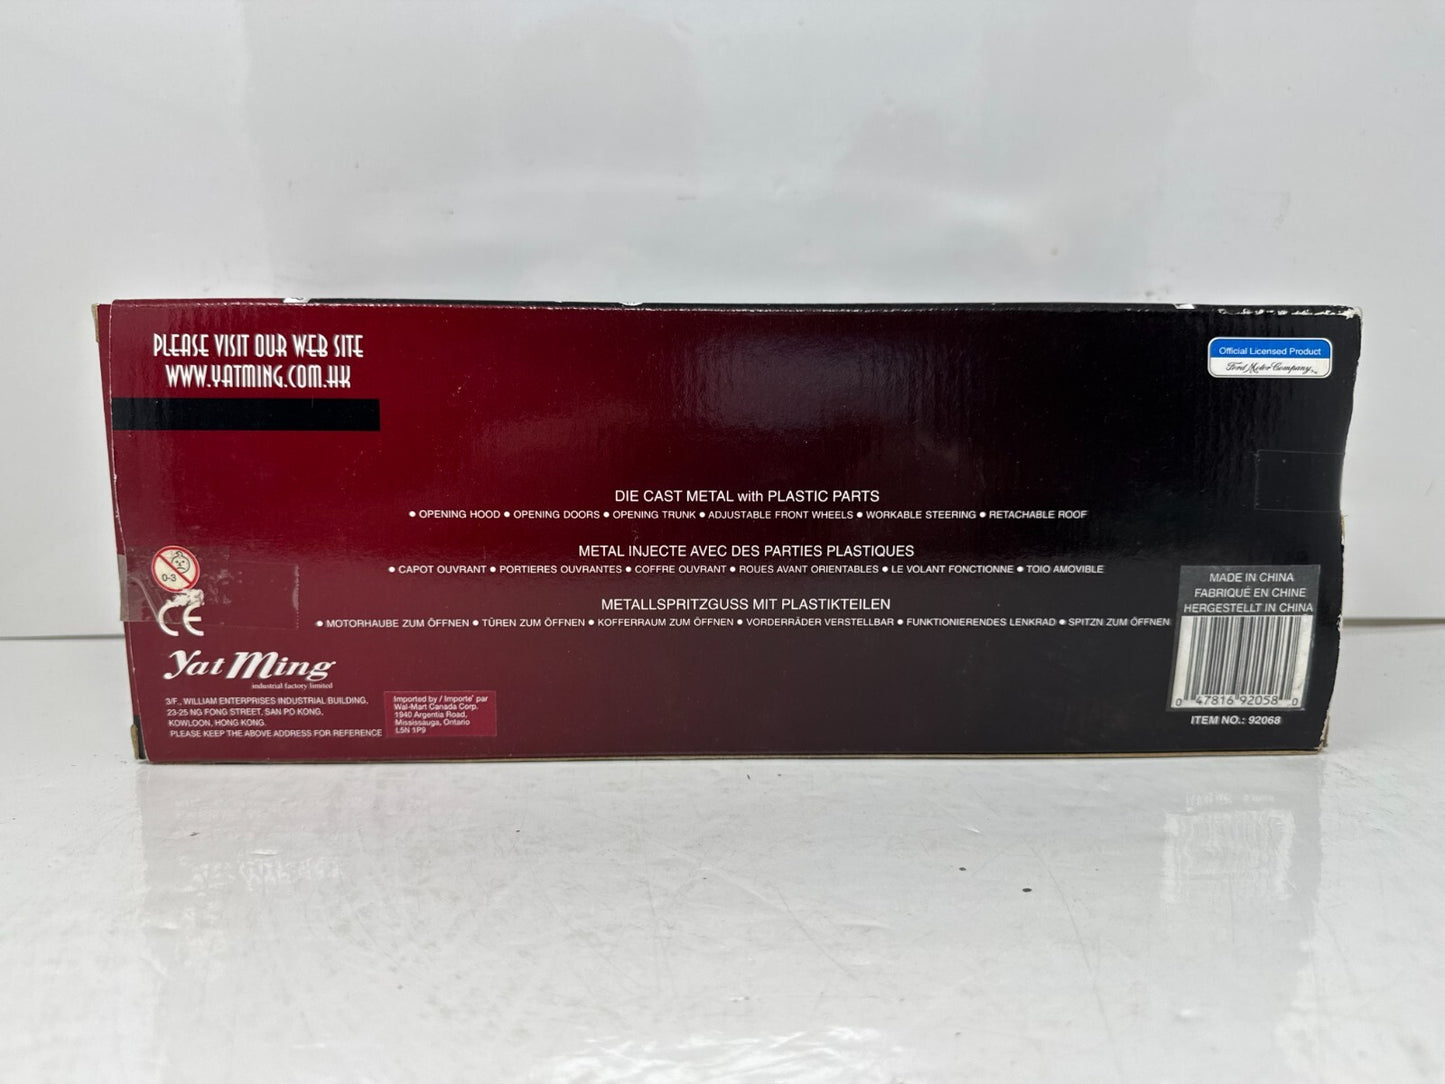 PLEASE VISIT OUR WEB SITE
WWW.YATMING.COM.HK
Official Licensed Product
Ford Motor Company
DIE CAST METAL with PLASTIC PARTS
● OPENING HOOD ● OPENING DOORS ● OPENING TRUNK ● ADJUSTABLE FRONT WHEELS ● WORKABLE STEERING ● RETACHABLE ROOF
METAL INJECTE AVEC DES PARTIES PLASTIQUES
● CAPOT OUVRANT ● PORTIERES OUVRANTES ● COFFRE OUVRANT ● ROUES AVANT ORIENTABLES ● LE VOLANT FONCTIONNE ● TOIO AMOVIBLE
METALLSPRITZGUSS MIT PLASTIKTEILEN
● MOTORHAUBE ZUM ÖFFNEN ● TÜREN ZUM ÖFFNEN ● KOFFERRAUM ZUM ÖFFNEN ● VORDERRÄDER VERSTELLBAR ● FUNKTIONIERENDES LENKRAD ● SPITZN ZUM ÖFFNEN
0-3
CE
Yat Ming
industrial factory limited
3/F., WILLIAM ENTERPRISES INDUSTRIAL BUILDING,
23-25 NG FONG STREET, SAN PO KONG,
KOWLOON, HONG KONG.
PLEASE KEEP THE ABOVE ADDRESS FOR REFERENCE
Imported by / Importe' par
Wal-Mart Canada Corp.
1940 Argentia Road,
Mississauga, Ontario
L5N 1P9
MADE IN CHINA
FABRIQUÉ EN CHINE
HERGESTELLT IN CHINA
0 47816 92058 0
ITEM NO.: 92068